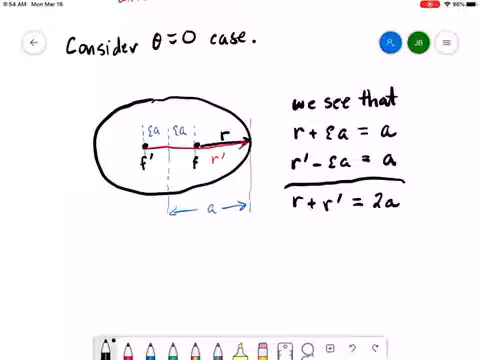 9:54 AM Mon Mar 16
96%
Consider θ=0 case.
JB
we see that
r + εa = a
r' - εa = a
r + r' = 2a
εa εa r
f' f r'
a